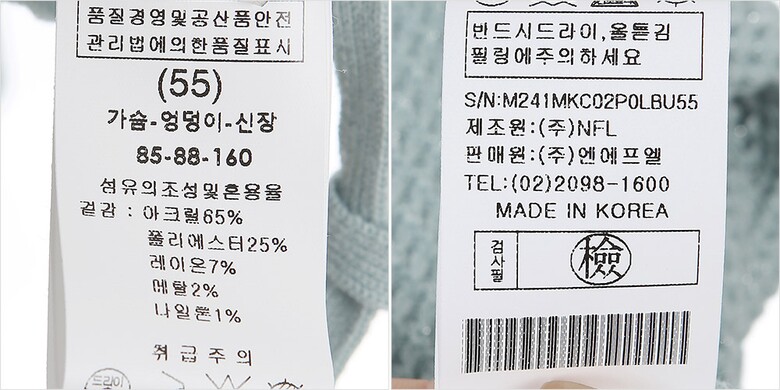 품질경영및공산품안전
관리법에의한품질표시
(55)
가슴-엉덩이-신장
85-88-160
섬유의조성및혼용율
겉감 : 아크릴65%
폴리에스터25%
레이온7%
메탈2%
나일론1%
취급주의
드라이
반드시드라이,올뜯김
필링에주의하세요
S/N:M241MKC02P0LBU55
제조원:(주)NFL
판매원:(주)엔에프엘
TEL:(02)2098-1600
MADE IN KOREA
검사필 檢